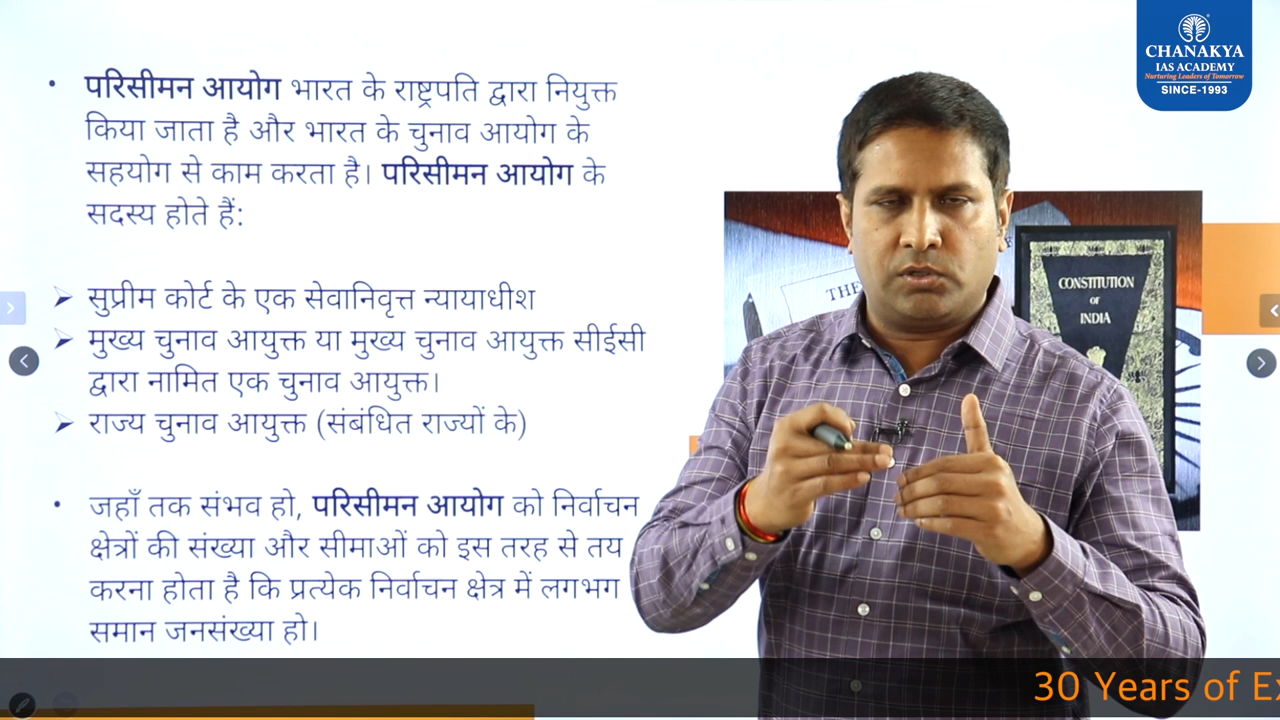 CHANAKYA
IAS ACADEMY
Nurturing Leaders of Tomorrow
SINCE-1993
• परिसीमन आयोग भारत के राष्ट्रपति द्वारा नियुक्त
किया जाता है और भारत के चुनाव आयोग के
सहयोग से काम करता है। परिसीमन आयोग के
सदस्य होते हैं:
➢ सुप्रीम कोर्ट के एक सेवानिवृत्त न्यायाधीश
➢ मुख्य चुनाव आयुक्त या मुख्य चुनाव आयुक्त सीईसी
द्वारा नामित एक चुनाव आयुक्त।
➢ राज्य चुनाव आयुक्त (संबंधित राज्यों के)
• जहाँ तक संभव हो, परिसीमन आयोग को निर्वाचन
क्षेत्रों की संख्या और सीमाओं को इस तरह से तय
करना होता है कि प्रत्येक निर्वाचन क्षेत्र में लगभग
समान जनसंख्या हो।
THE
CONSTITUTION
OF
INDIA
30 Years of